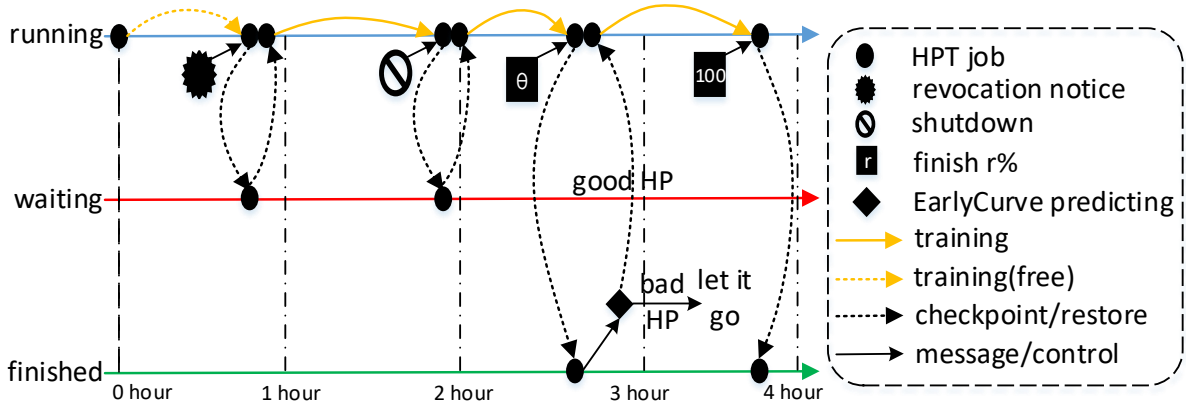 running
θ
100
waiting
good HP
bad
HP
let it
go
finished
0 hour
1 hour
2 hour
3 hour
4 hour
HPT job
revocation notice
shutdown
r
finish r%
EarlyCurve predicting
training
training(free)
checkpoint/restore
message/control